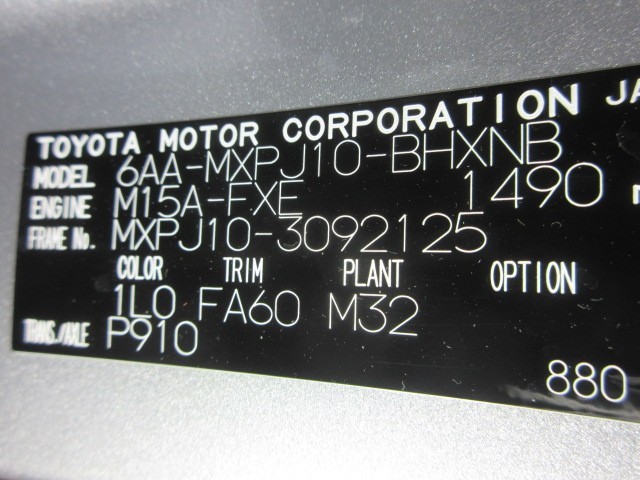 TOYOTA MOTOR CORPORATION JA
MODEL 6AA-MXPJ10-BHXNB
ENGINE M15A-FXE 1490
FRAME No. MXPJ10-3092125
COLOR TRIM PLANT OPTION
1L0 FA60 M32
TRANS./AXLE P910
880